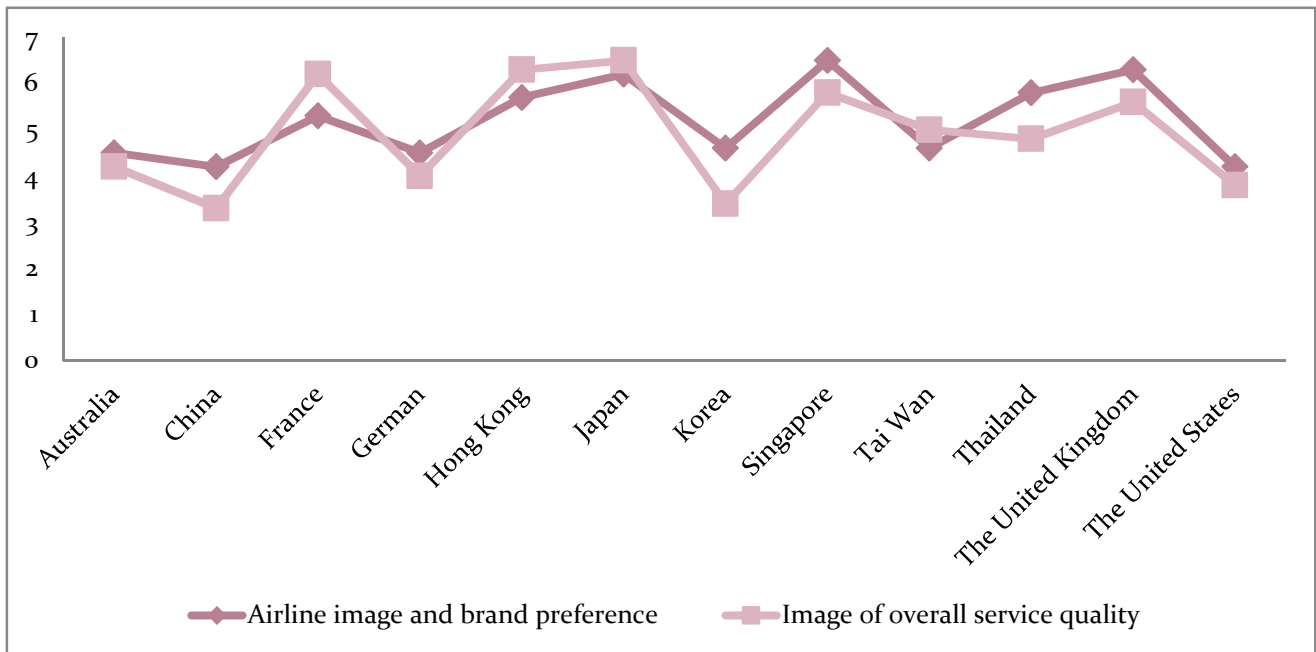 7
6
5
4
3
2
1
0
Australia
China
France
German
Hong Kong
Japan
Korea
Singapore
Tai Wan
Thailand
The United Kingdom
The United States
Airline image and brand preference
Image of overall service quality